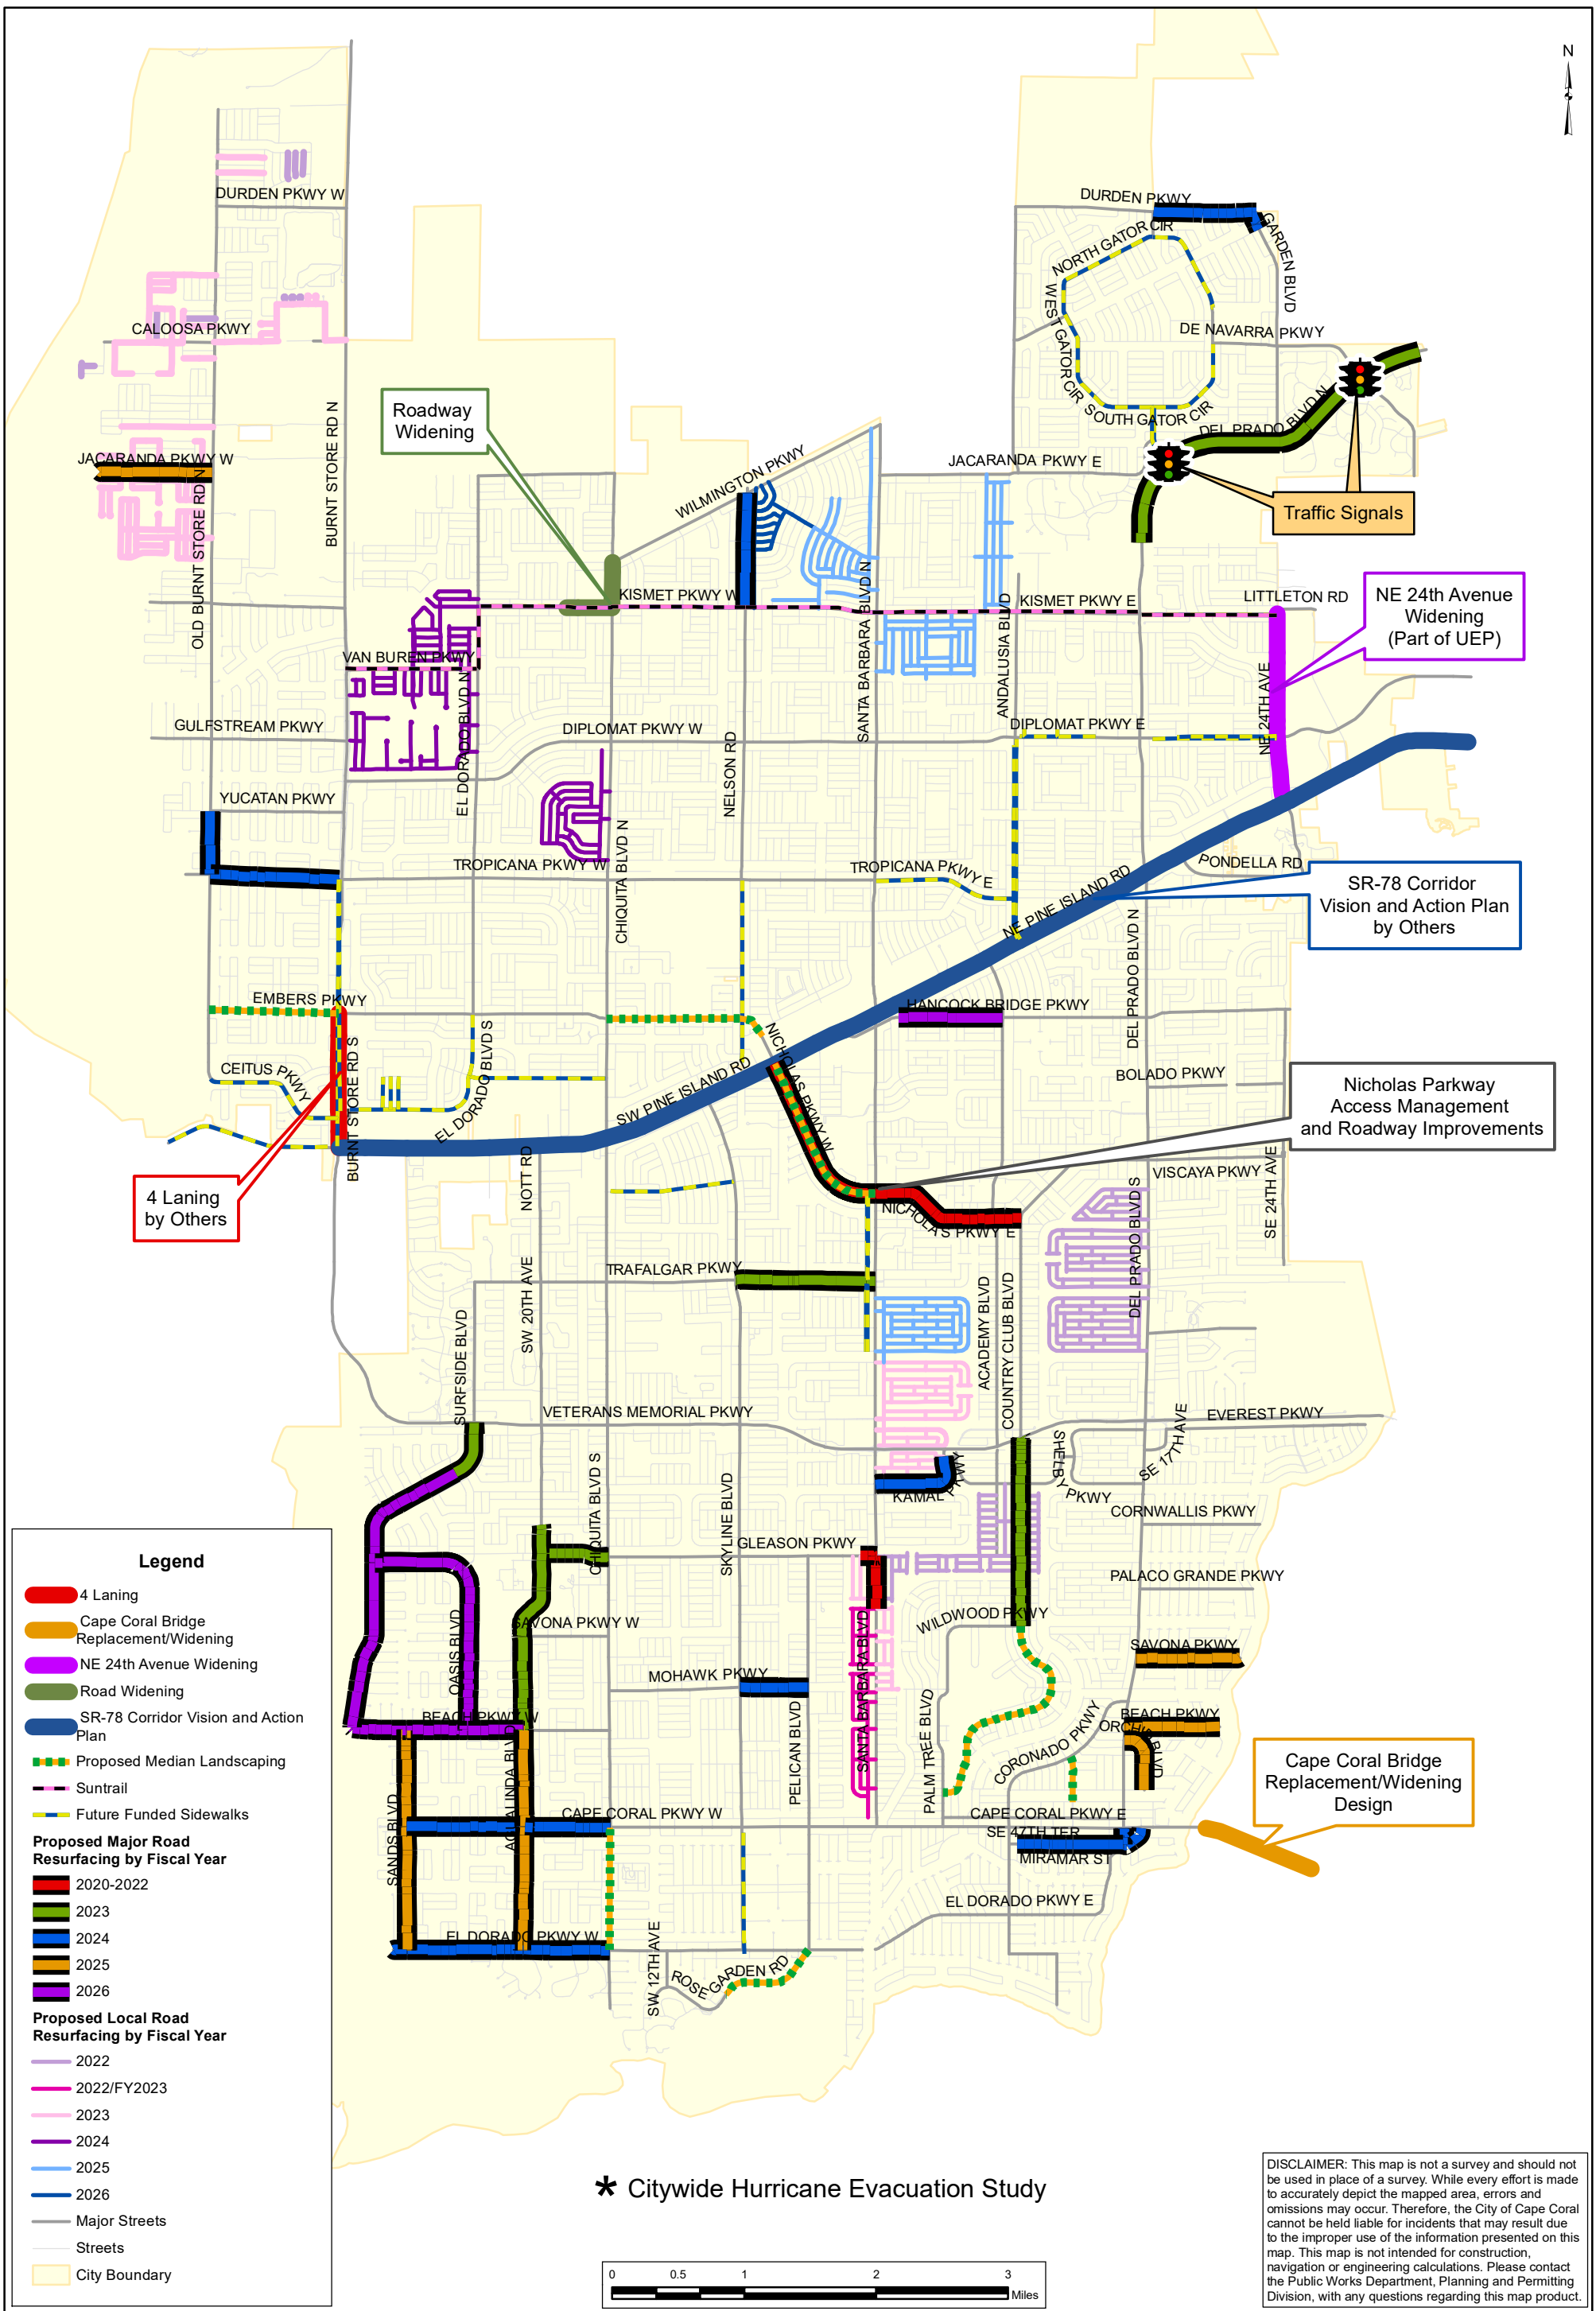 N
DURDEN PKWY W
DURDEN PKWY
NORTH GATOR CIR
GARDEN BLVD
WEST GATOR CIR
CALOOSA PKWY
DE NAVARRA PKWY
Roadway
Widening
BURNT STORE RD N
SOUTH GATOR CIR
DEL PRADO BLVD N
JACARANDA PKWY W
WILMINGTON PKWY
JACARANDA PKWY E
Traffic Signals
OLD BURNT STORE RD N
KISMET PKWY W
SANTA BARBARA BLVD N
ANDALUSIA BLVD
KISMET PKWY E
LITTLETON RD
NE 24th Avenue
Widening
(Part of UEP)
VAN BUREN PKWY
EL DORADO BLVD N
NE 24TH AVE
GULFSTREAM PKWY
DIPLOMAT PKWY W
DIPLOMAT PKWY E
NELSON RD
YUCATAN PKWY
CHIQUITA BLVD N
TROPICANA PKWY W
TROPICANA PKWY E
NE PINE ISLAND RD
PONDELLA RD
SR-78 Corridor
Vision and Action Plan
by Others
DEL PRADO BLVD N
EMBERS PKWY
HANCOCK BRIDGE PKWY
CEITUS PKWY
BURNT STORE RD S
EL DORADO BLVD S
SW PINE ISLAND RD
NICHOLAS PKWY W
BOLADO PKWY
Nicholas Parkway
Access Management
and Roadway Improvements
4 Laning
by Others
NOTT RD
NICHOLAS PKWY E
VISCAYA PKWY
SE 24TH AVE
DEL PRADO BLVD S
TRAFALGAR PKWY
SW 20TH AVE
SURFSIDE BLVD
ACADEMY BLVD
COUNTRY CLUB BLVD
VETERANS MEMORIAL PKWY
EVEREST PKWY
SE 17TH AVE
SHELBY PKWY
KAMAL PKWY
CHIQUITA BLVD S
SKYLINE BLVD
GLEASON PKWY
CORNWALLIS PKWY
PALACO GRANDE PKWY
SAVONA PKWY W
WILDWOOD PKWY
SAVONA PKWY
OASIS BLVD
MOHAWK PKWY
SANTA BARBARA BLVD
PELICAN BLVD
PALM TREE BLVD
CORONADO PKWY
BEACH PKWY W
BEACH PKWY
ORCHID BLVD
SANDS BLVD
AGUALINDA BLVD
CAPE CORAL PKWY W
CAPE CORAL PKWY E
SE 47TH TER
MIRAMAR ST
Cape Coral Bridge
Replacement/Widening
Design
EL DORADO PKWY E
EL DORADO PKWY W
SW 12TH AVE
ROSE GARDEN RD
Legend
4 Laning
Cape Coral Bridge
Replacement/Widening
NE 24th Avenue Widening
Road Widening
SR-78 Corridor Vision and Action
Plan
Proposed Median Landscaping
Suntrail
Future Funded Sidewalks
Proposed Major Road
Resurfacing by Fiscal Year
2020-2022
2023
2024
2025
2026
Proposed Local Road
Resurfacing by Fiscal Year
2022
2022/FY2023
2023
2024
2025
2026
Major Streets
Streets
City Boundary
* Citywide Hurricane Evacuation Study
0 0.5 1 2 3
Miles
DISCLAIMER: This map is not a survey and should not
be used in place of a survey. While every effort is made
to accurately depict the mapped area, errors and
omissions may occur. Therefore, the City of Cape Coral
cannot be held liable for incidents that may result due
to the improper use of the information presented on this
map. This map is not intended for construction,
navigation or engineering calculations. Please contact
the Public Works Department, Planning and Permitting
Division, with any questions regarding this map product.